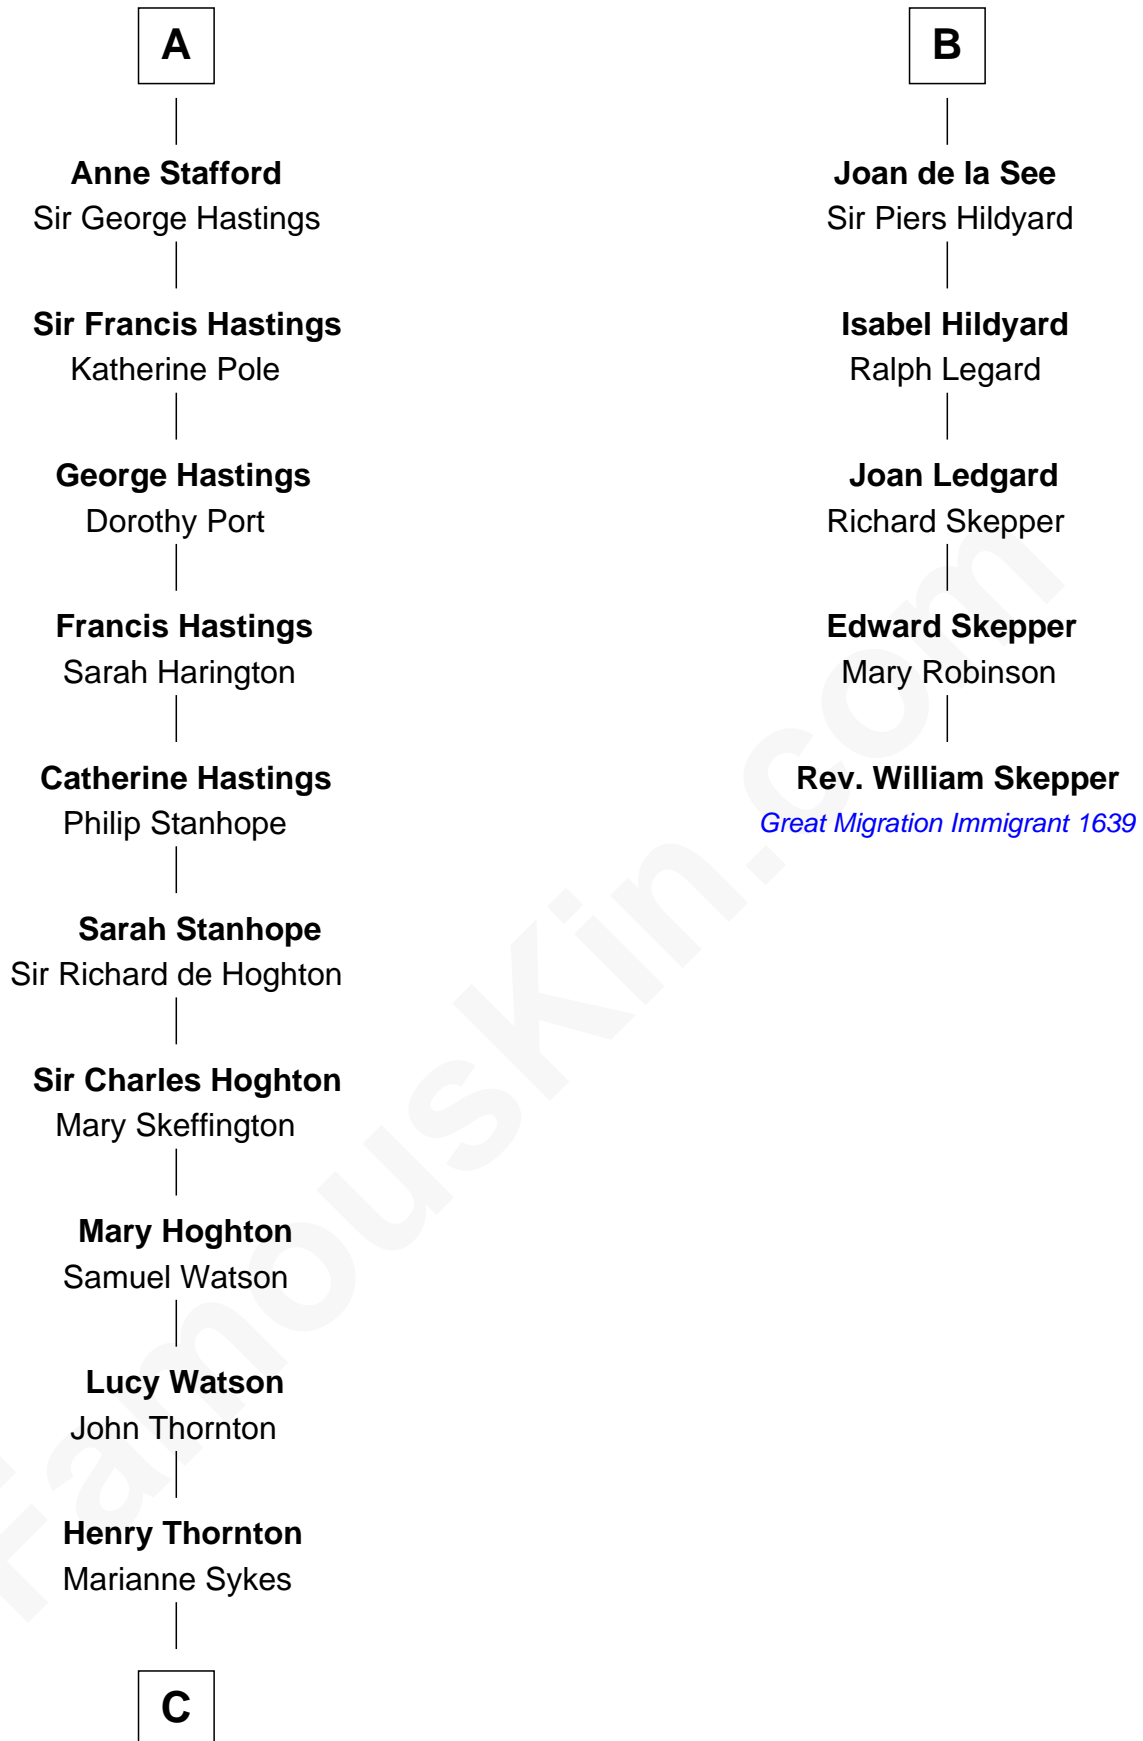 A
Anne Stafford
Sir George Hastings
Sir Francis Hastings
Katherine Pole
George Hastings
Dorothy Port
Francis Hastings
Sarah Harington
Catherine Hastings
Philip Stanhope
Sarah Stanhope
Sir Richard de Hoghton
Sir Charles Hoghton
Mary Skeffington
Mary Hoghton
Samuel Watson
Lucy Watson
John Thornton
Henry Thornton
Marianne Sykes
C
B
Joan de la See
Sir Piers Hildyard
Isabel Hildyard
Ralph Legard
Joan Ledgard
Richard Skepper
Edward Skepper
Mary Robinson
Rev. William Skepper
Great Migration Immigrant 1639
FamousKin.com